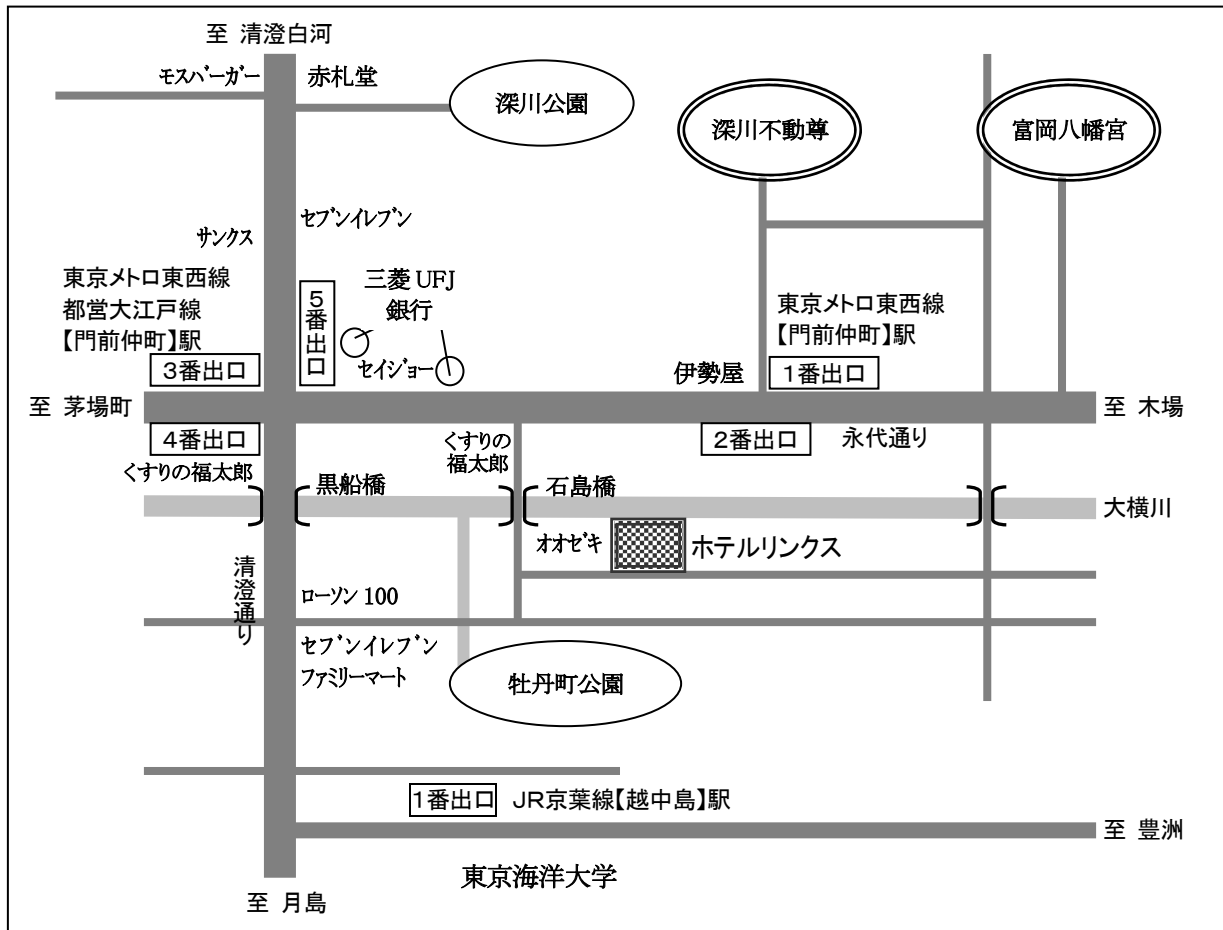 至 清澄白河
モスバーガー
赤札堂
深川公園
深川不動尊
富岡八幡宮
セブンイレブン
サンクス
東京メトロ東西線
都営大江戸線
【門前仲町】駅
3番出口
5番出口
三菱 UFJ
銀行
セイジョー
東京メトロ東西線
【門前仲町】駅
伊勢屋
1番出口
至 茅場町
至 木場
4番出口
くすりの福太郎
くすりの
福太郎
2番出口
永代通り
黒船橋
石島橋
大横川
オオゼキ
ホテルリンクス
清澄通り
ローソン 100
セブンイレブン
ファミリーマート
牡丹町公園
1番出口
JR京葉線【越中島】駅
至 豊洲
東京海洋大学
至 月島